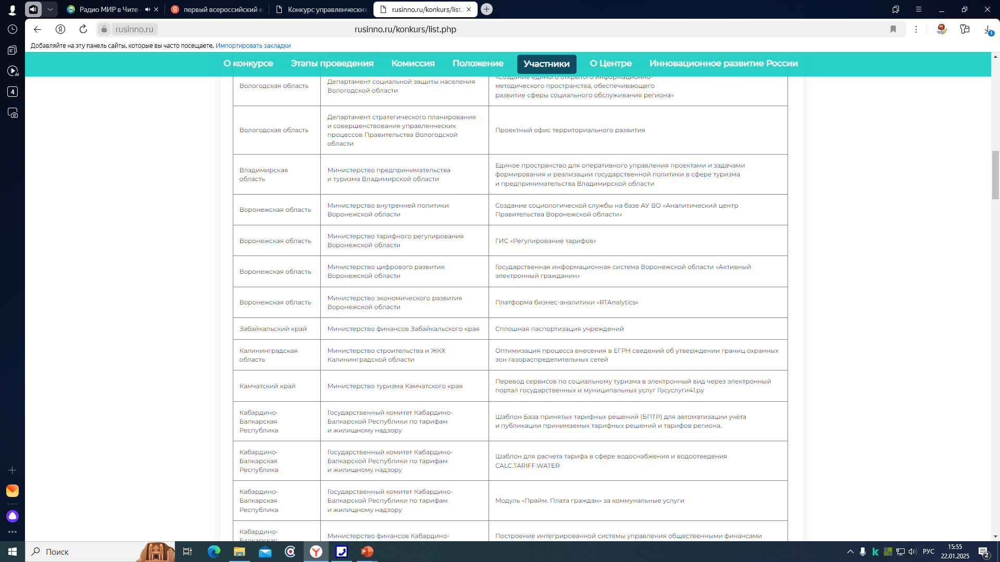 Радио МИР в Чите -
первый всероссийский к
Конкурс управленческих
rusinno.ru/konkurs/list.
rusinno.ru
rusinno.ru/konkurs/list.php
Добавляйте на эту панель сайты, которые вы часто посещаете. Импортировать закладки
О конкурсе Этапы проведения Комиссия Положение Участники О Центре Инновационное развитие России
Вологодская область
Департамент социальной защиты населения
Вологодской области
«Создание единого открытого информационно-
методического пространства, обеспечивающего
развитие сферы социального обслуживания региона»
Вологодская область
Департамент стратегического планирования
и совершенствования управленческих
процессов Правительства Вологодской
области
Проектный офис территориального развития
Владимирская
область
Министерство предпринимательства
и туризма Владимирской области
Единое пространство для оперативного управления проектами и задачами
формирования и реализации государственной политики в сфере туризма
и предпринимательства Владимирской области
Воронежская область
Министерство внутренней политики
Воронежской области
Создание социологической службы на базе АУ ВО «Аналитический центр
Правительства Воронежской области»
Воронежская область
Министерство тарифного регулирования
Воронежской области
ГИС «Регулирование тарифов»
Воронежская область
Министерство цифрового развития
Воронежской области
Государственная информационная система Воронежской области «Активный
электронный гражданин»
Воронежская область
Министерство экономического развития
Воронежской области
Платформа бизнес-аналитики «RTAnalytics»
Забайкальский край
Министерство финансов Забайкальского края
Сплошная паспортизация учреждений
Калининградская
область
Министерство строительства и ЖКХ
Калининградской области
Оптимизация процесса внесения в ЕГРН сведений об утверждении границ охранных
зон газораспределительных сетей
Камчатский край
Министерство туризма Камчатского края
Перевод сервисов по социальному туризма в электронный вид через электронный
портал государственных и муниципальных услуг Госуслуги41.ру
Кабардино-
Балкарская
Республика
Государственный комитет Кабардино-
Балкарской Республики по тарифам
и жилищному надзору
Шаблон База принятых тарифных решений (БПТР) для автоматизации учёта
и публикации принимаемых тарифных решений и тарифов региона.
Кабардино-
Балкарская
Республика
Государственный комитет Кабардино-
Балкарской Республики по тарифам
и жилищному надзору
Шаблон для расчета тарифа в сфере водоснабжения и водоотведения
CALC.TARIFF.WATER
Кабардино-
Балкарская
Республика
Государственный комитет Кабардино-
Балкарской Республики по тарифам
и жилищному надзору
Модуль «Прайм. Плата граждан» за коммунальные услуги
Кабардино-
Балкарская
Министерство финансов Кабардино-
Построение интегрированной системы управления общественными финансами
4
1
Поиск
РУС
15:55
22.01.2025
2